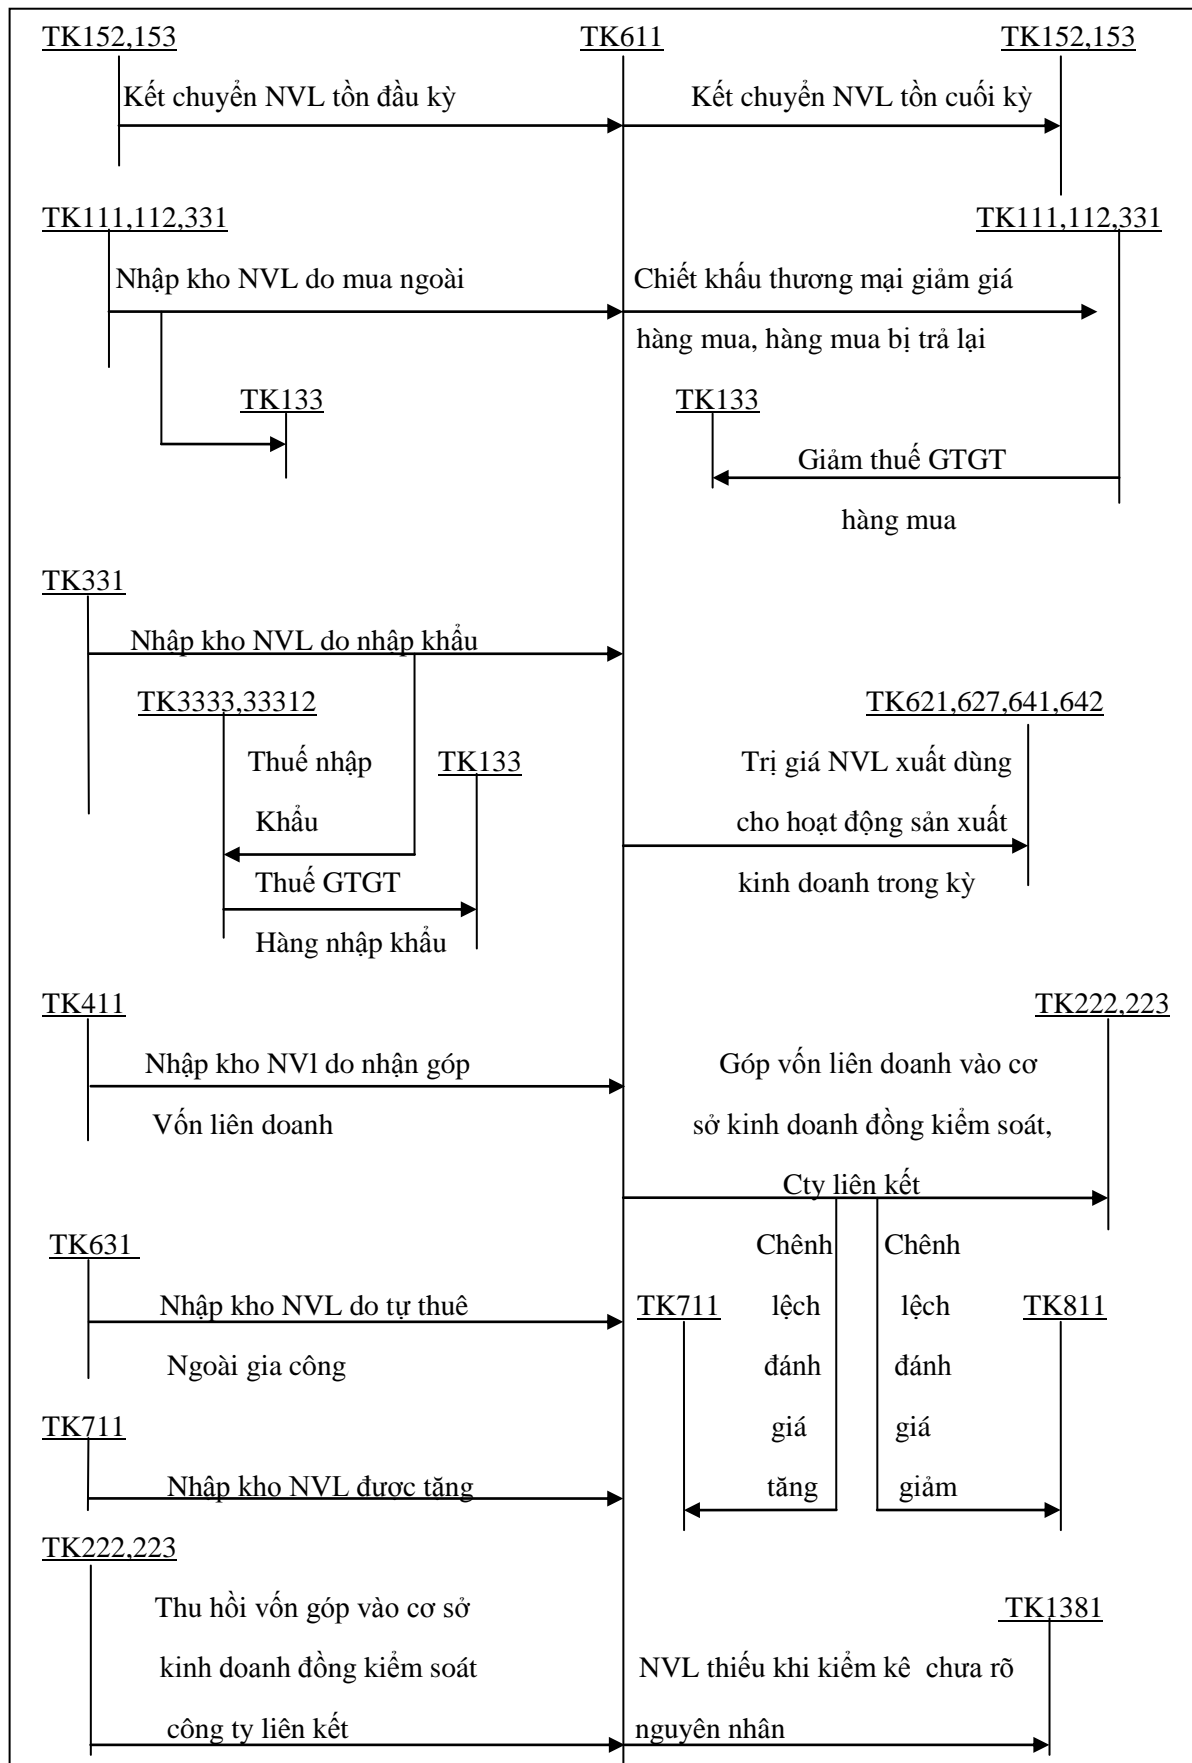 TK152,153
TK611
TK152,153
Kết chuyển NVL tồn đầu kỳ
Kết chuyển NVL tồn cuối kỳ
TK111,112,331
TK111,112,331
Nhập kho NVL do mua ngoài
Chiết khấu thương mại giảm giá
hàng mua, hàng mua bị trả lại
TK133
TK133
Giảm thuế GTGT
hàng mua
TK331
Nhập kho NVL do nhập khẩu
TK3333,33312
TK621,627,641,642
Thuế nhập
TK133
Trị giá NVL xuất dùng
Khẩu
cho hoạt động sản xuất
Thuế GTGT
kinh doanh trong kỳ
Hàng nhập khẩu
TK411
TK222,223
Nhập kho NVl do nhận góp
Góp vốn liên doanh vào cơ
Vốn liên doanh
sở kinh doanh đồng kiểm soát,
Cty liên kết
TK631
Chênh
Chênh
Nhập kho NVL do tự thuê
TK711
lệch
lệch
TK811
Ngoài gia công
đánh
đánh
TK711
giá
giá
Nhập kho NVL được tặng
tăng
giảm
TK222,223
Thu hồi vốn góp vào cơ sở
TK1381
kinh doanh đồng kiểm soát
NVL thiếu khi kiểm kê chưa rõ
công ty liên kết
nguyên nhân